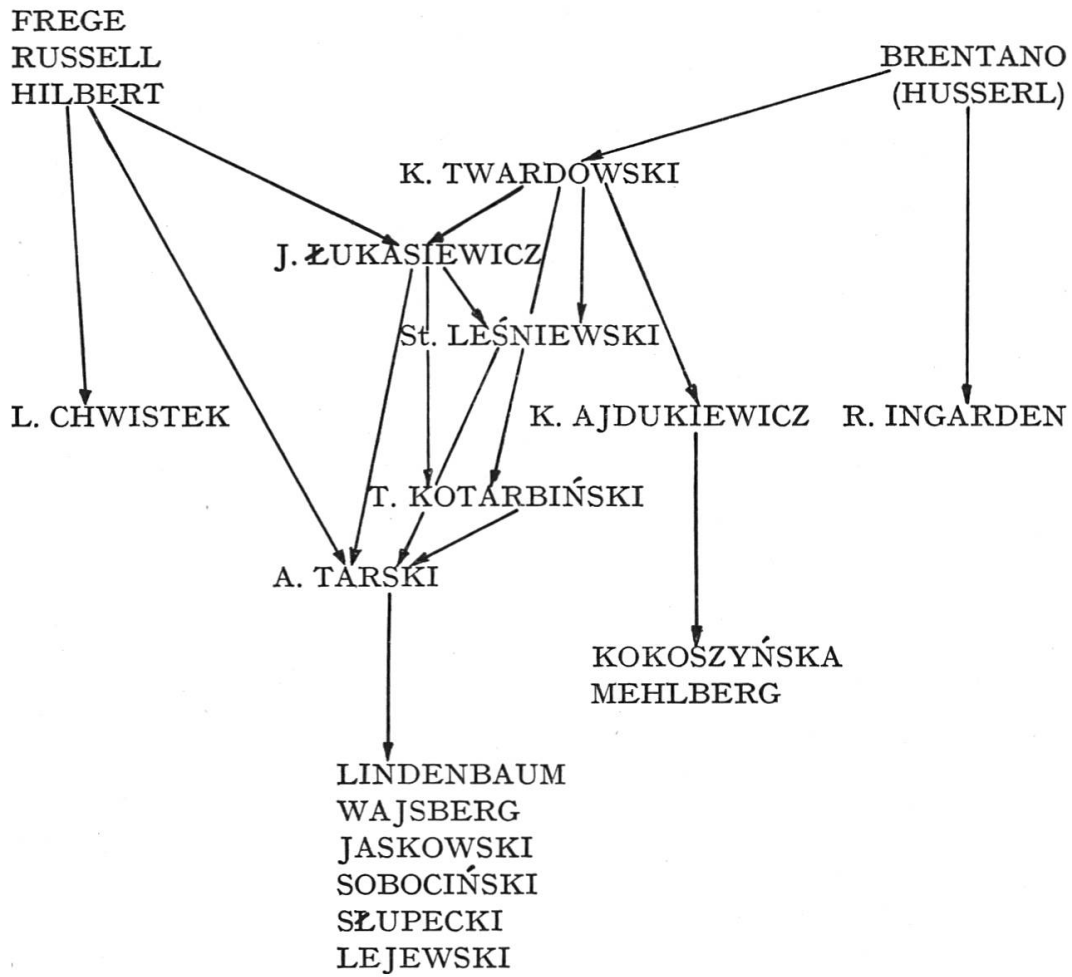 FREGE
RUSSELL
HILBERT
BRENTANO
(HUSSERL)
K. TWARDOWSKI
J. ŁUKASIEWICZ
St. LEŚNIEWSKI
L. CHWISTEK
K. AJDUKIEWICZ
R. INGARDEN
T. KOTARBIŃSKI
A. TARSKI
KOKOSZYŃSKA
MEHLBERG
LINDENBAUM
WAJSBERG
JASKOWSKI
SOBOCIŃSKI
SŁUPECKI
LEJEWSKI